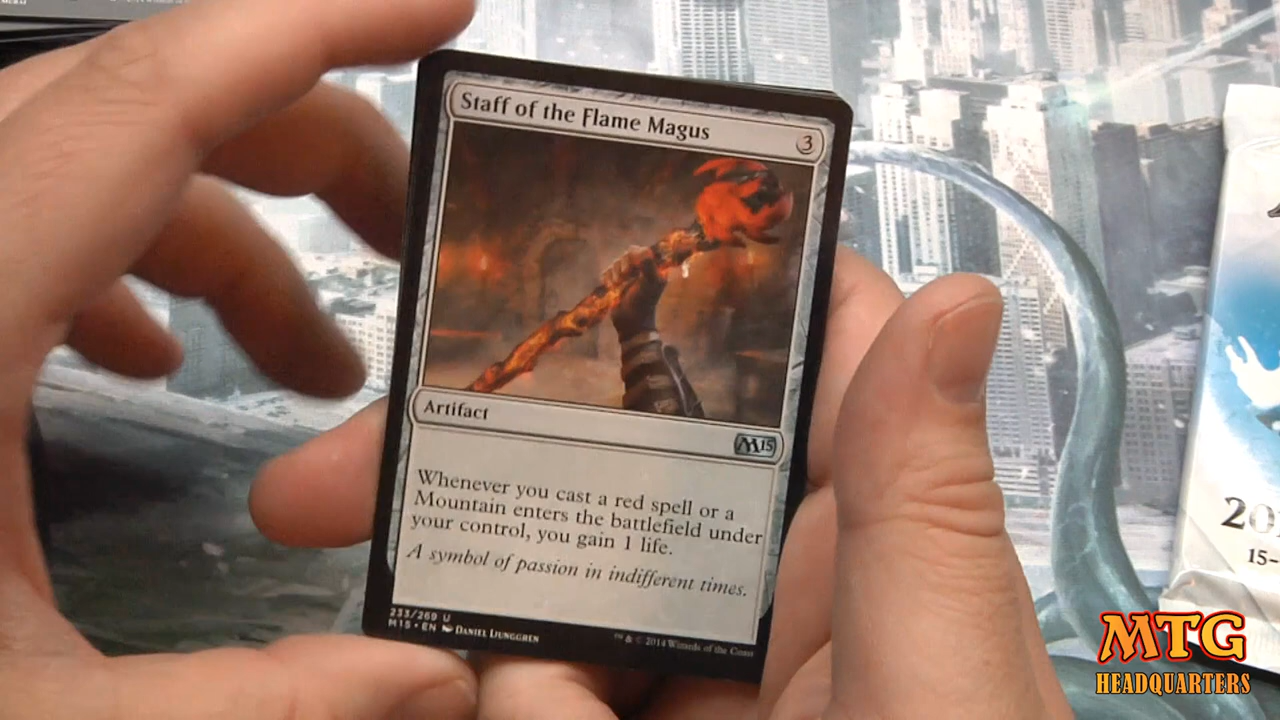 Staff of the Flame Magus 3
Artifact
M15
Whenever you cast a red spell or a
Mountain enters the battlefield under
your control, you gain 1 life.
A symbol of passion in indifferent times.
233/269 U
M15 • EN DANIEL LJUNGGREN
™ & © 2014 Wizards of the Coast
20
15-
MTG
HEADQUARTERS